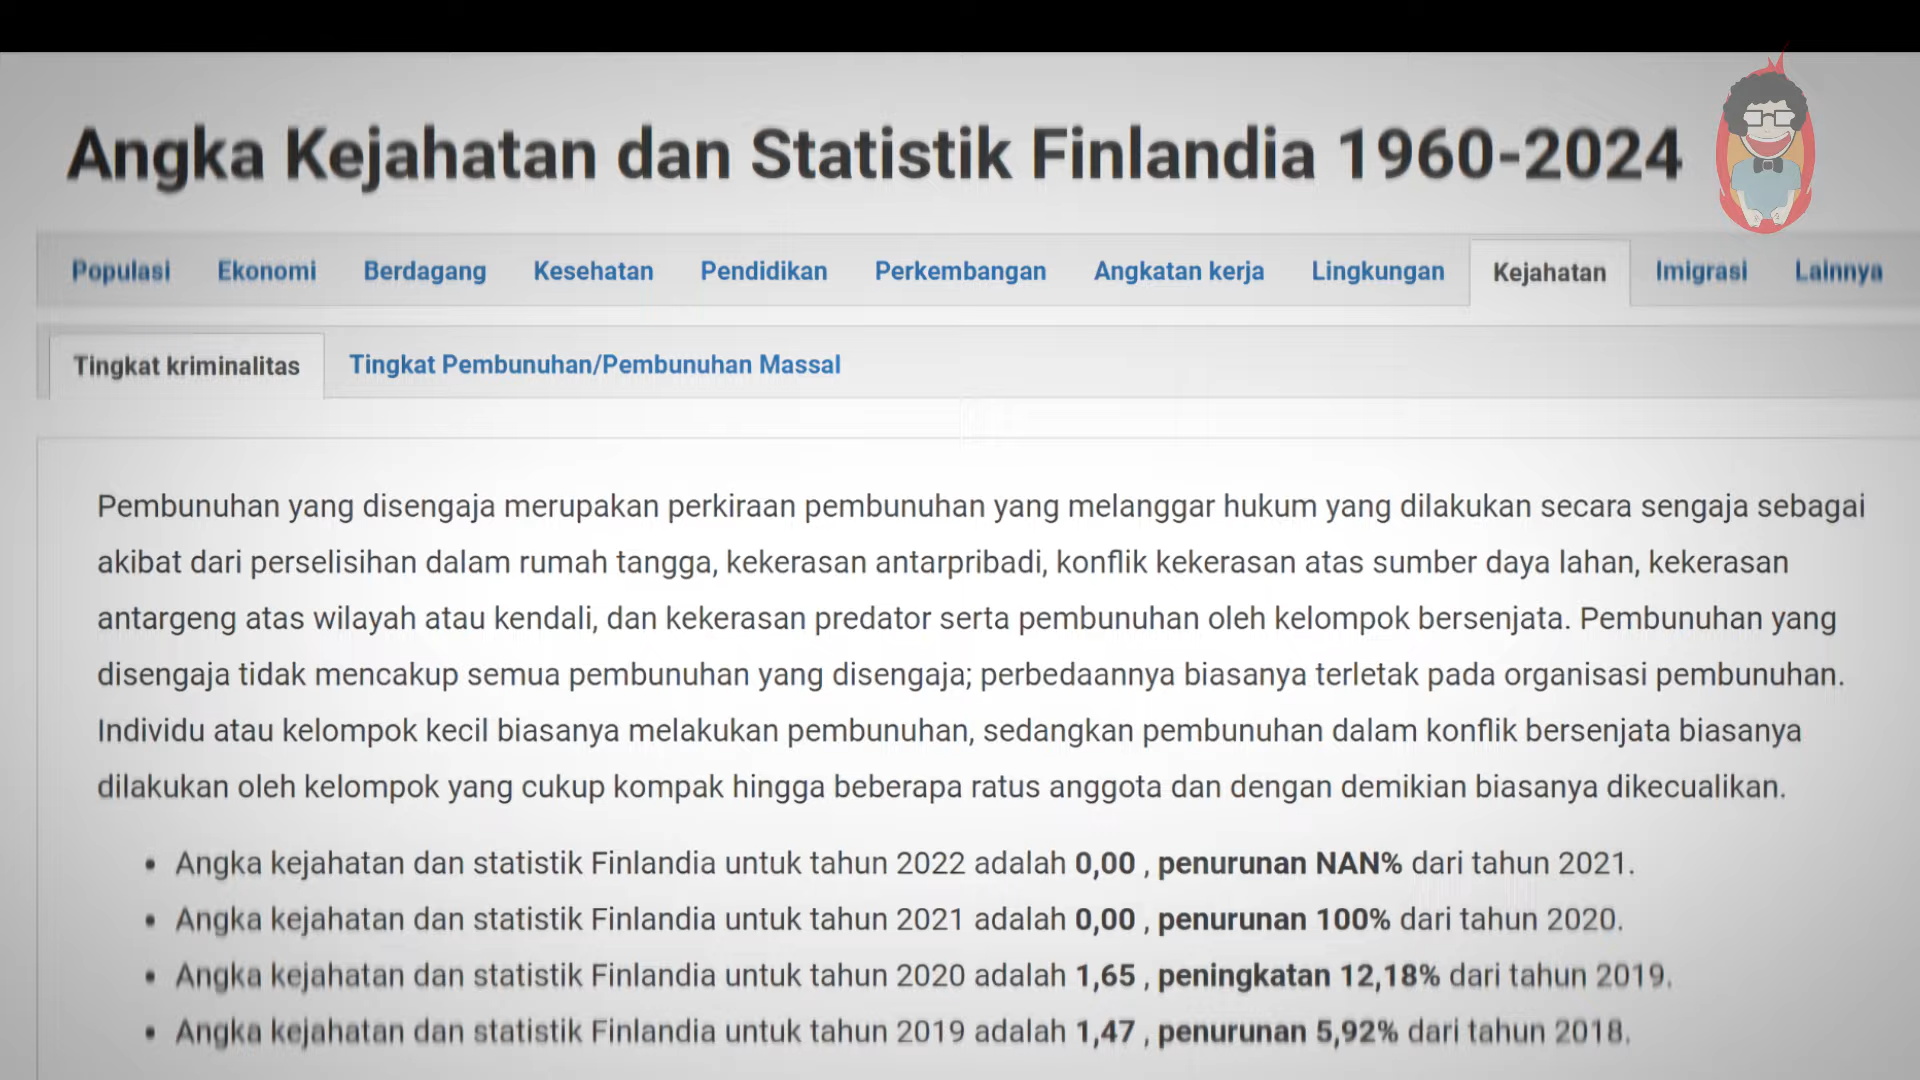 Angka Kejahatan dan Statistik Finlandia 1960-2024
Populasi Ekonomi Berdagang Kesehatan Pendidikan Perkembangan Angkatan kerja Lingkungan Kejahatan Imigrasi Lainnya
Tingkat kriminalitas Tingkat Pembunuhan/Pembunuhan Massal
Pembunuhan yang disengaja merupakan perkiraan pembunuhan yang melanggar hukum yang dilakukan secara sengaja sebagai
akibat dari perselisihan dalam rumah tangga, kekerasan antarpribadi, konflik kekerasan atas sumber daya lahan, kekerasan
antargeng atas wilayah atau kendali, dan kekerasan predator serta pembunuhan oleh kelompok bersenjata. Pembunuhan yang
disengaja tidak mencakup semua pembunuhan yang disengaja; perbedaannya biasanya terletak pada organisasi pembunuhan.
Individu atau kelompok kecil biasanya melakukan pembunuhan, sedangkan pembunuhan dalam konflik bersenjata biasanya
dilakukan oleh kelompok yang cukup kompak hingga beberapa ratus anggota dan dengan demikian biasanya dikecualikan.
• Angka kejahatan dan statistik Finlandia untuk tahun 2022 adalah 0,00 , penurunan NAN% dari tahun 2021.
• Angka kejahatan dan statistik Finlandia untuk tahun 2021 adalah 0,00 , penurunan 100% dari tahun 2020.
• Angka kejahatan dan statistik Finlandia untuk tahun 2020 adalah 1,65 , peningkatan 12,18% dari tahun 2019.
• Angka kejahatan dan statistik Finlandia untuk tahun 2019 adalah 1,47 , penurunan 5,92% dari tahun 2018.